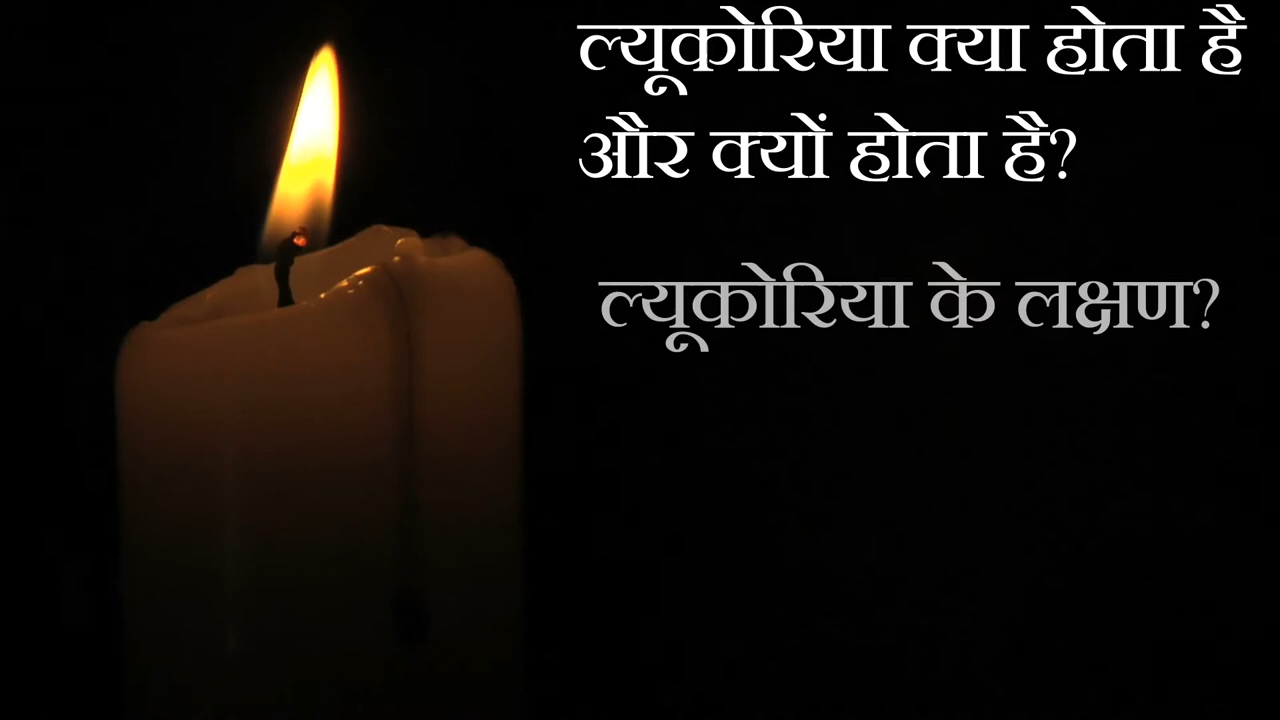 ल्यूकोरिया क्या होता है
और क्यों होता है?
ल्यूकोरिया के लक्षण?